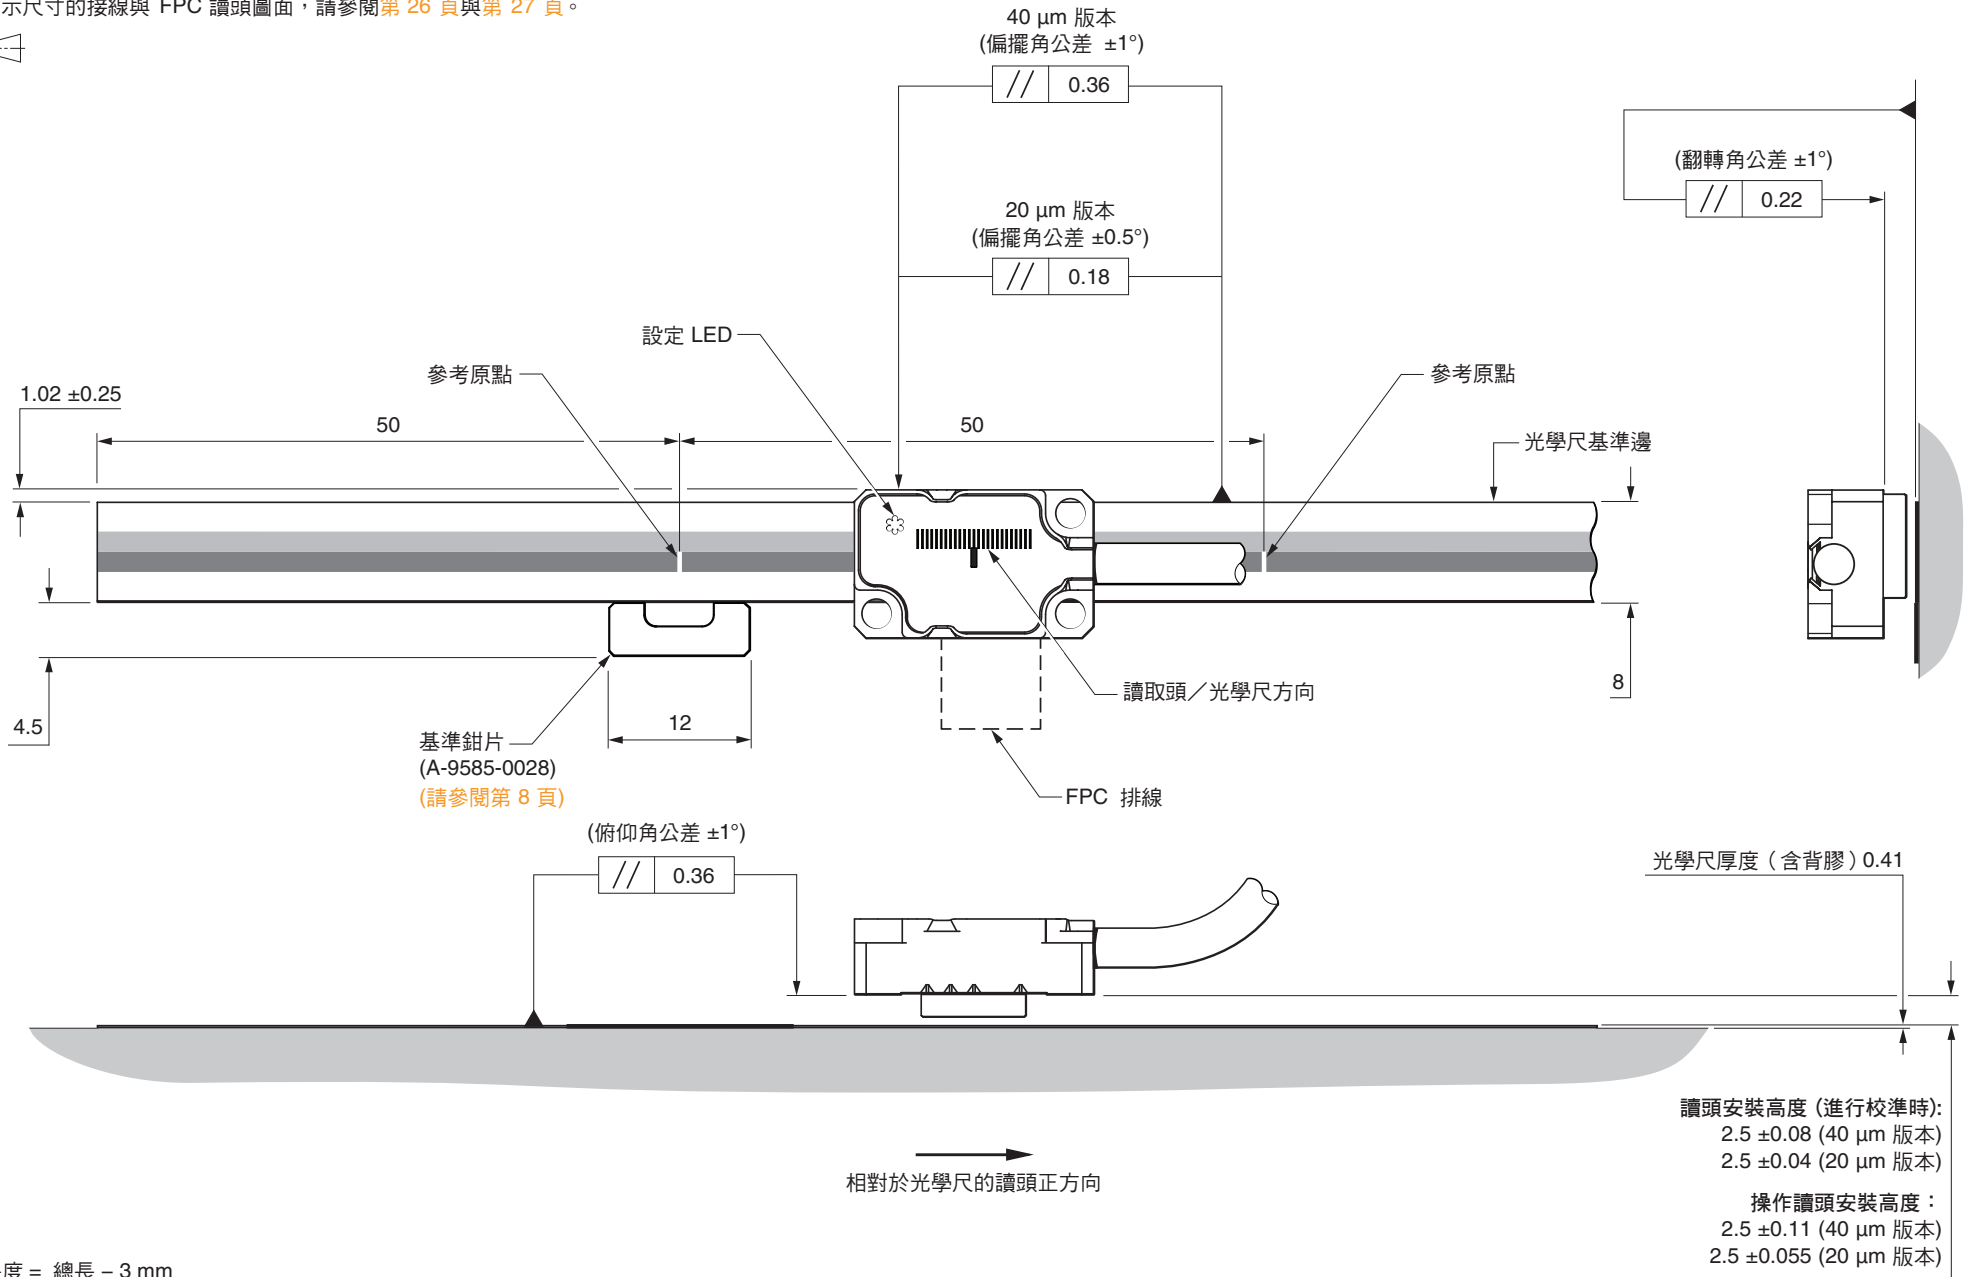 示尺寸的接線與 FPC 讀頭圖面，請參閱第 26 頁與第 27 頁。
40 µm 版本
(偏擺角公差 ±1°)
// 0.36
(翻轉角公差 ±1°)
// 0.22
20 µm 版本
(偏擺角公差 ±0.5°)
// 0.18
設定 LED
參考原點
參考原點
1.02 ±0.25
50
50
光學尺基準邊
讀取頭／光學尺方向
8
4.5
12
基準鉗片
(A-9585-0028)
(請參閱第 8 頁)
FPC 排線
(俯仰角公差 ±1°)
// 0.36
光學尺厚度（含背膠）0.41
讀頭安裝高度 (進行校準時):
2.5 ±0.08 (40 µm 版本)
2.5 ±0.04 (20 µm 版本)
相對於光學尺的讀頭正方向
操作讀頭安裝高度：
2.5 ±0.11 (40 µm 版本)
2.5 ±0.055 (20 µm 版本)
度 = 總長 – 3 mm